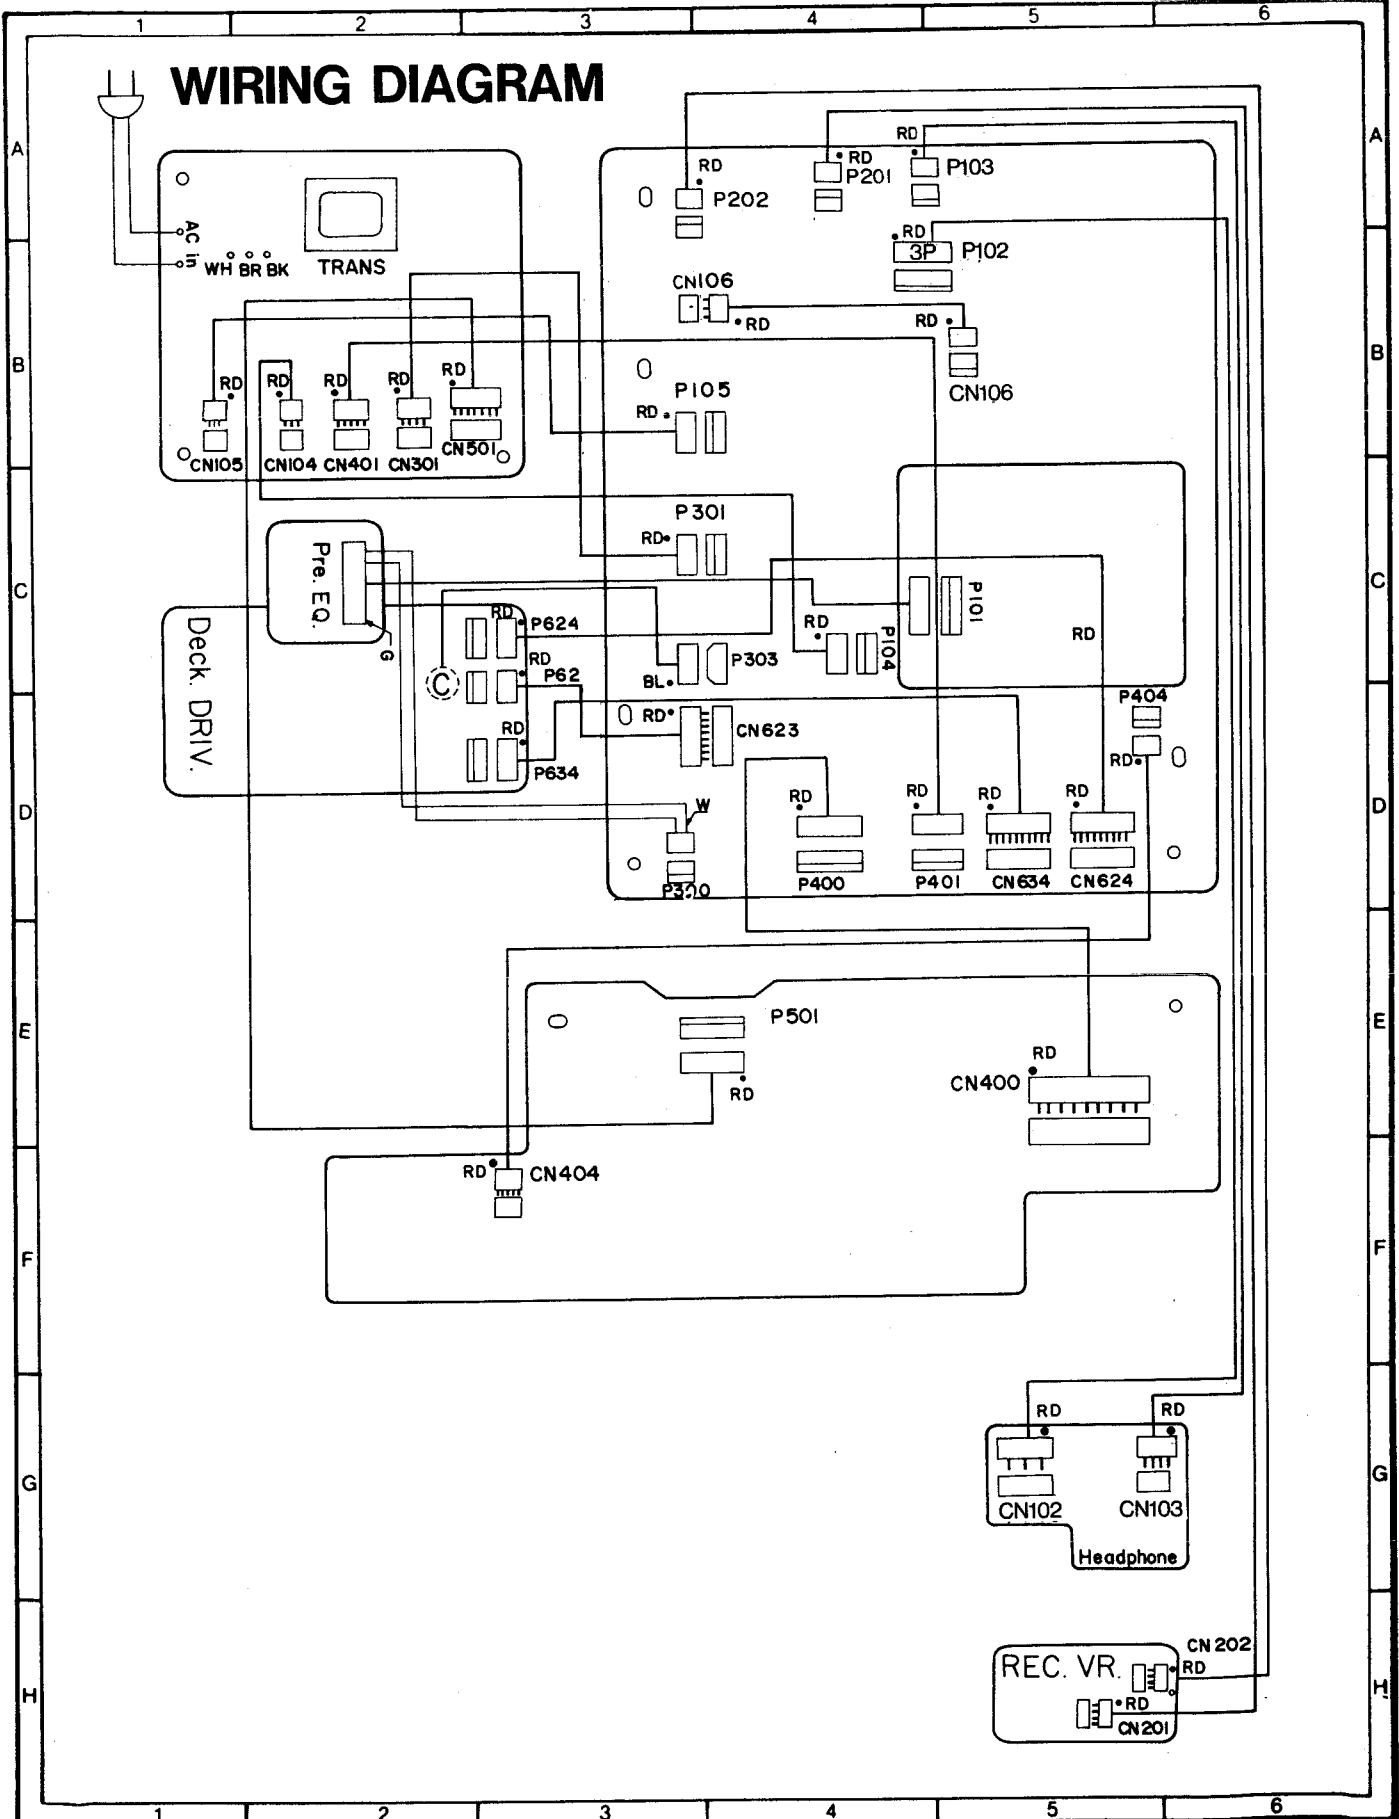 1 2 3 4 5 6
WIRING DIAGRAM
A A
RD P202
RD P201
RD P103
RD 3P P102
AC in
WH BR BK
TRANS
CN106
RD
RD
CN106
B B
RD RD RD RD RD
CN105 CN104 CN401 CN301 CN501
P105
RD
P301
RD
C C
Pre. EQ.
G
P101
RD
RD
P104
RD P624
RD P62
C
BL P303
Deck. DRIV.
RD CN623
RD
P634
P404
RD
D D
W
P320
RD RD RD RD
P400 P401 CN634 CN624
E E
P501
RD
RD
CN400
RD CN404
F F
RD RD
G G
CN102 CN103
Headphone
CN202
REC. VR. RD
RD
CN201
H H
1 2 3 4 5 6